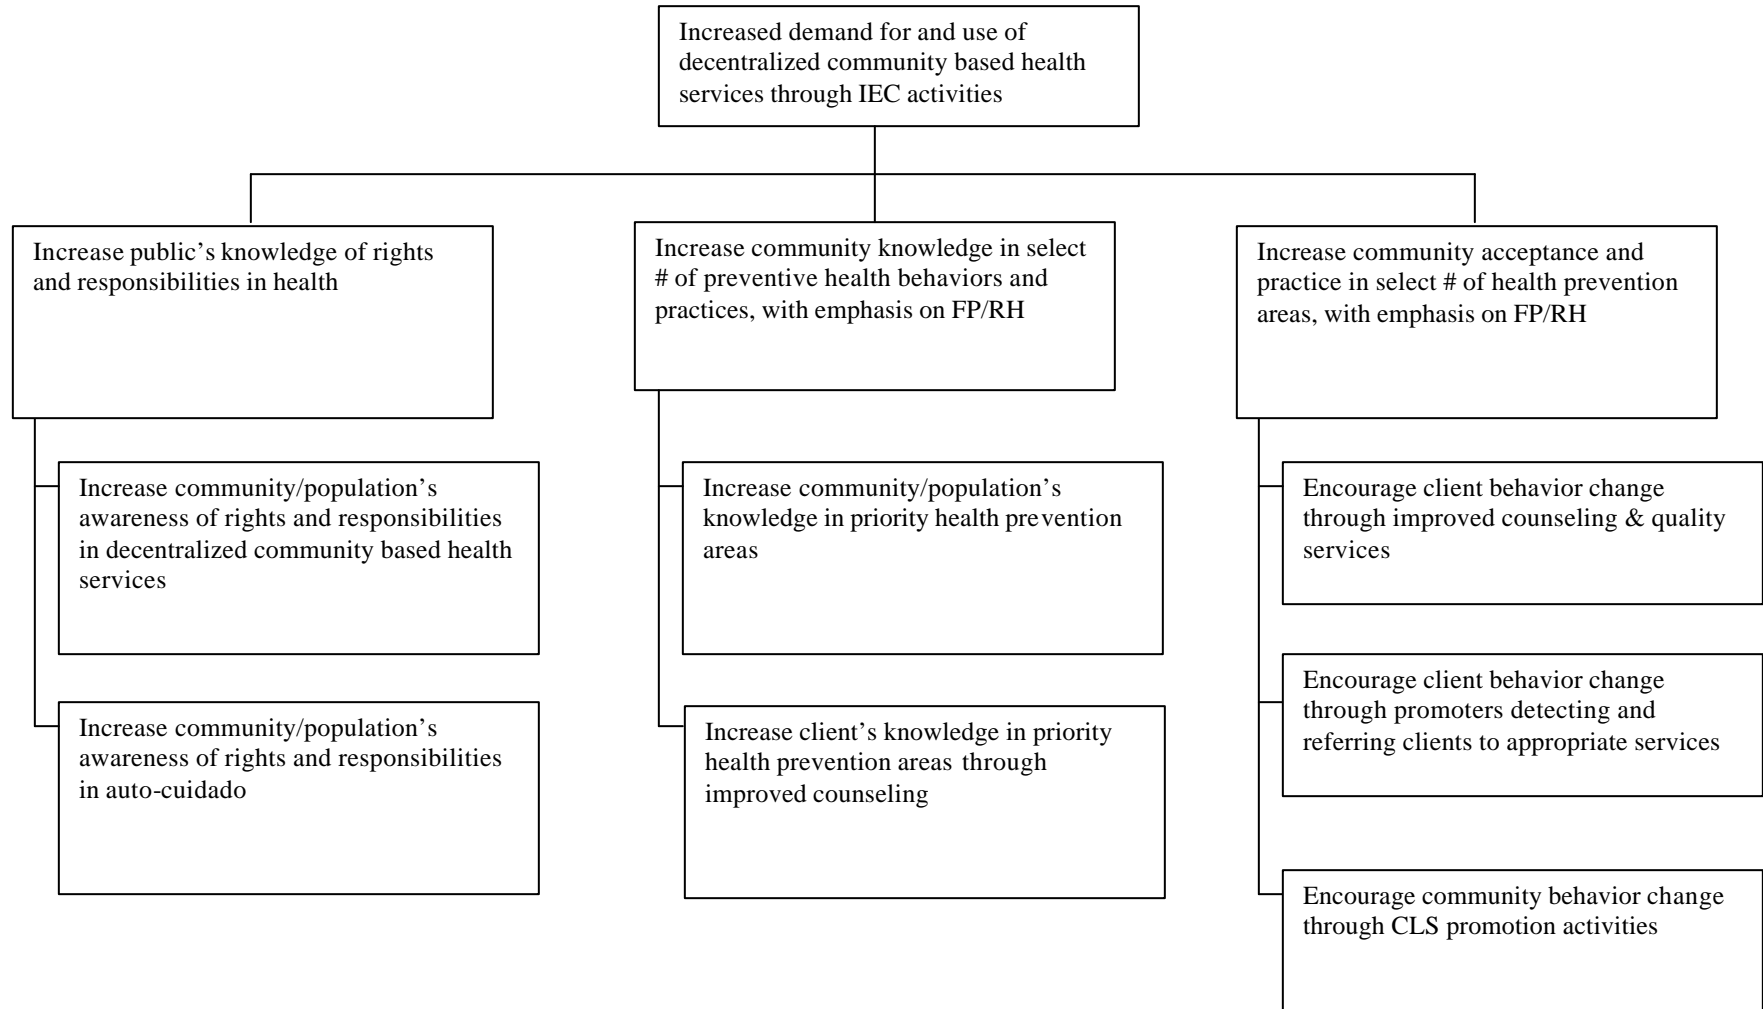 Increased demand for and use of
decentralized community based health
services through IEC activities
Increase public’s knowledge of rights
and responsibilities in health
Increase community/population’s
awareness of rights and responsibilities
in decentralized community based health
services
Increase community/population’s
awareness of rights and responsibilities
in auto-cuidado
Increase community knowledge in select
# of preventive health behaviors and
practices, with emphasis on FP/RH
Increase community/population’s
knowledge in priority health prevention
areas
Increase client’s knowledge in priority
health prevention areas through
improved counseling
Increase community acceptance and
practice in select # of health prevention
areas, with emphasis on FP/RH
Encourage client behavior change
through improved counseling & quality
services
Encourage client behavior change
through promoters detecting and
referring clients to appropriate services
Encourage community behavior change
through CLS promotion activities